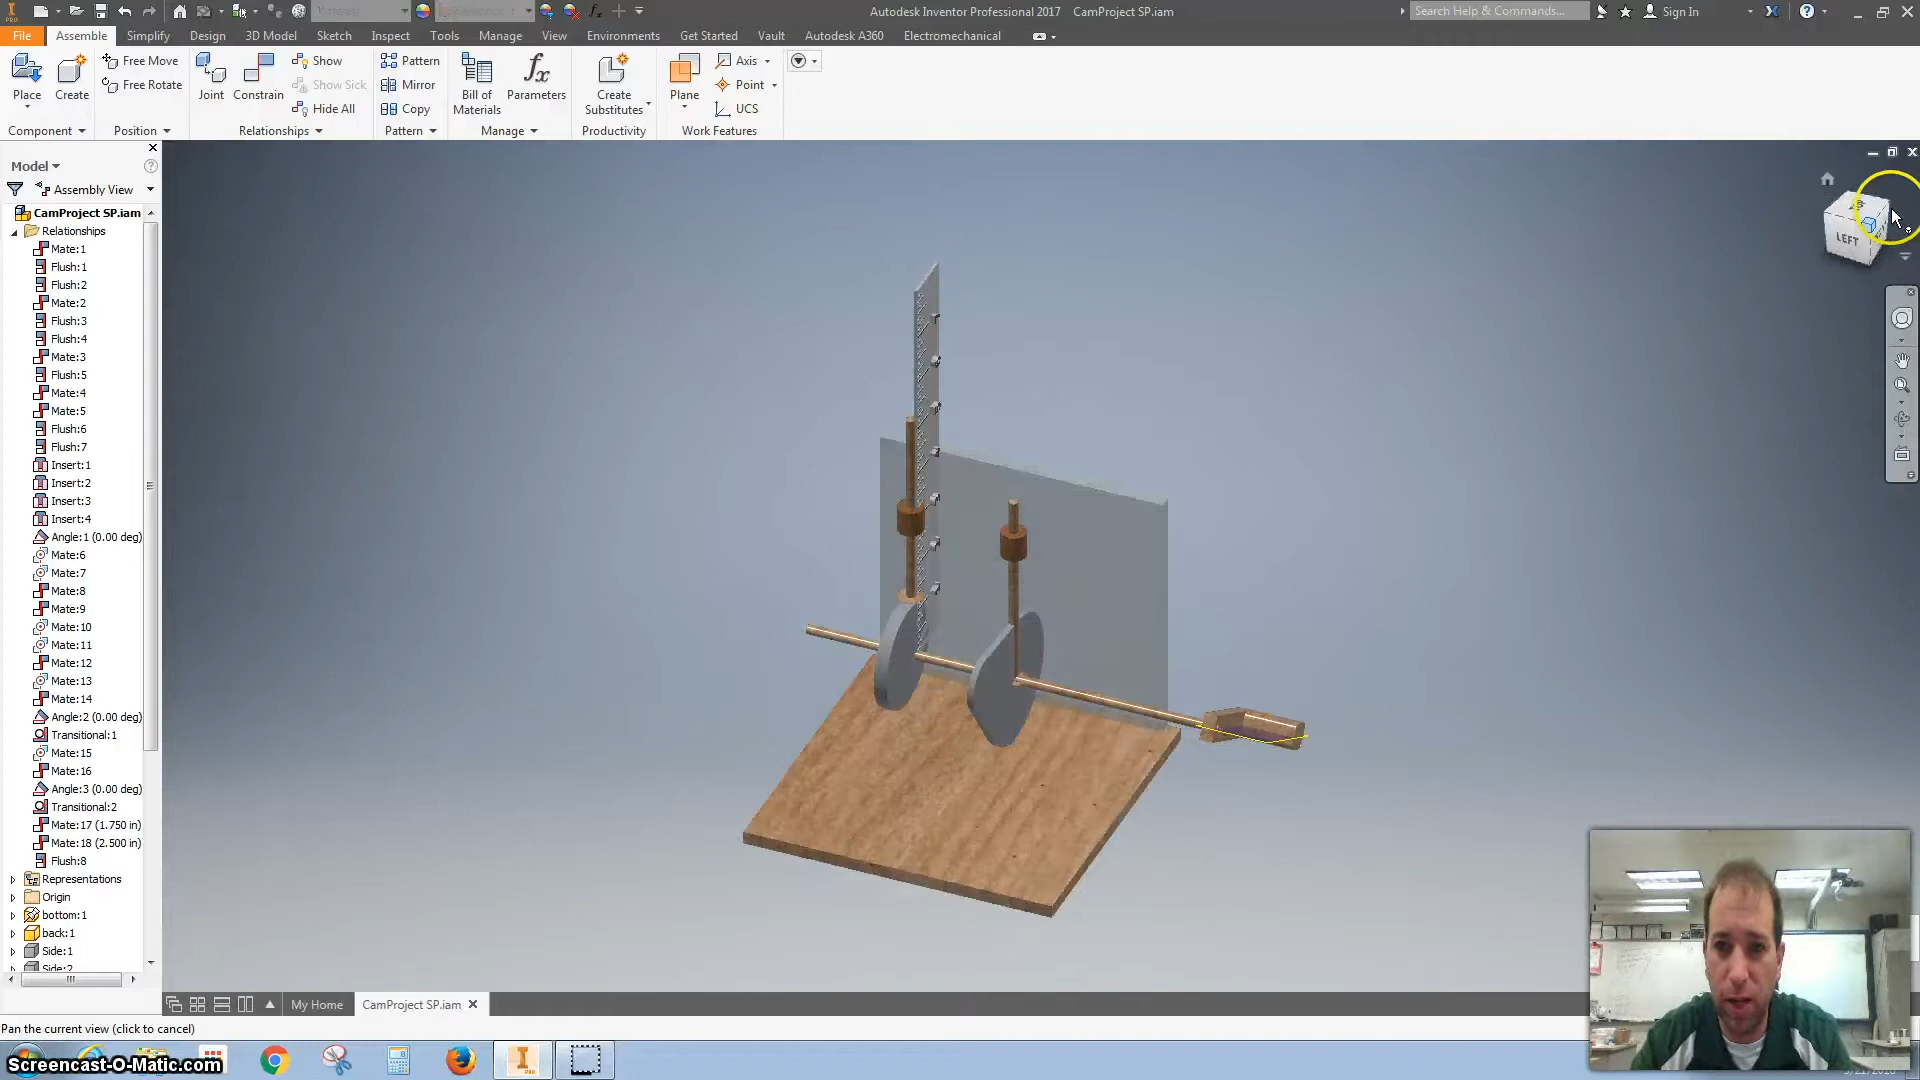 Autodesk Inventor Professional 2017 CamProject SP.iam
Search Help & Commands...
Sign In
File Assemble Simplify Design 3D Model Sketch Inspect Tools Manage View Environments Get Started Vault Autodesk A360 Electromechanical
Place
Create
Free Move
Free Rotate
Joint
Constrain
Show
Show Sick
Hide All
Pattern
Mirror
Copy
Bill of
Materials
fx
Parameters
Create
Substitutes
Plane
Axis
Point
UCS
Component Position Relationships Pattern Manage Productivity Work Features
Model
Assembly View
CamProject SP.iam
Relationships
Mate:1
Flush:1
Flush:2
Mate:2
Flush:3
Flush:4
Mate:3
Flush:5
Mate:4
Mate:5
Flush:6
Flush:7
Insert:1
Insert:2
Insert:3
Insert:4
Angle:1 (0.00 deg)
Mate:6
Mate:7
Mate:8
Mate:9
Mate:10
Mate:11
Mate:12
Mate:13
Mate:14
Angle:2 (0.00 deg)
Transitional:1
Mate:15
Mate:16
Angle:3 (0.00 deg)
Transitional:2
Mate:17 (1.750 in)
Mate:18 (2.500 in)
Flush:8
Representations
Origin
bottom:1
back:1
Side:1
Side:2
LEFT
My Home
CamProject SP.iam
Pan the current view (click to cancel)
Screencast-O-Matic.com